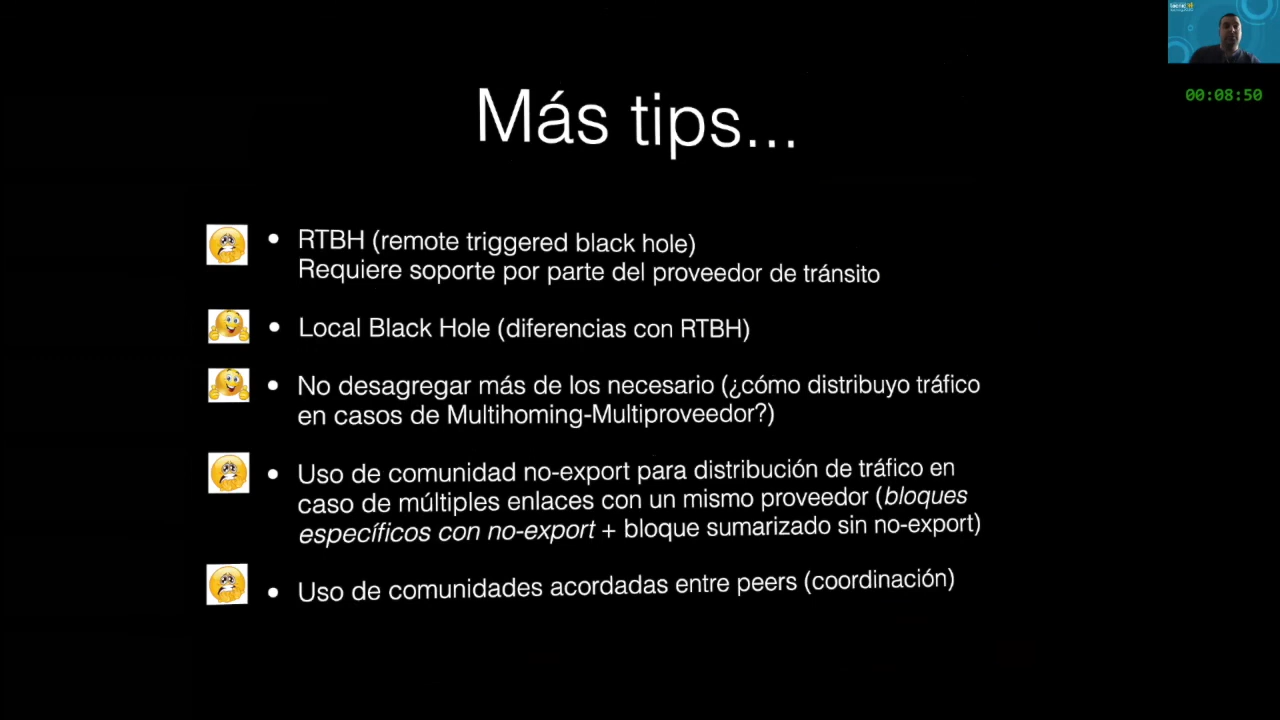 Más tips...
RTBH (remote triggered black hole)
Requiere soporte por parte del proveedor de tránsito
Local Black Hole (diferencias con RTBH)
No desagregar más de los necesario (¿cómo distribuyo tráfico
en casos de Multihoming-Multiproveedor?)
Uso de comunidad no-export para distribución de tráfico en
caso de múltiples enlaces con un mismo proveedor (bloques
específicos con no-export + bloque sumarizado sin no-export)
Uso de comunidades acordadas entre peers (coordinación)
00:08:50